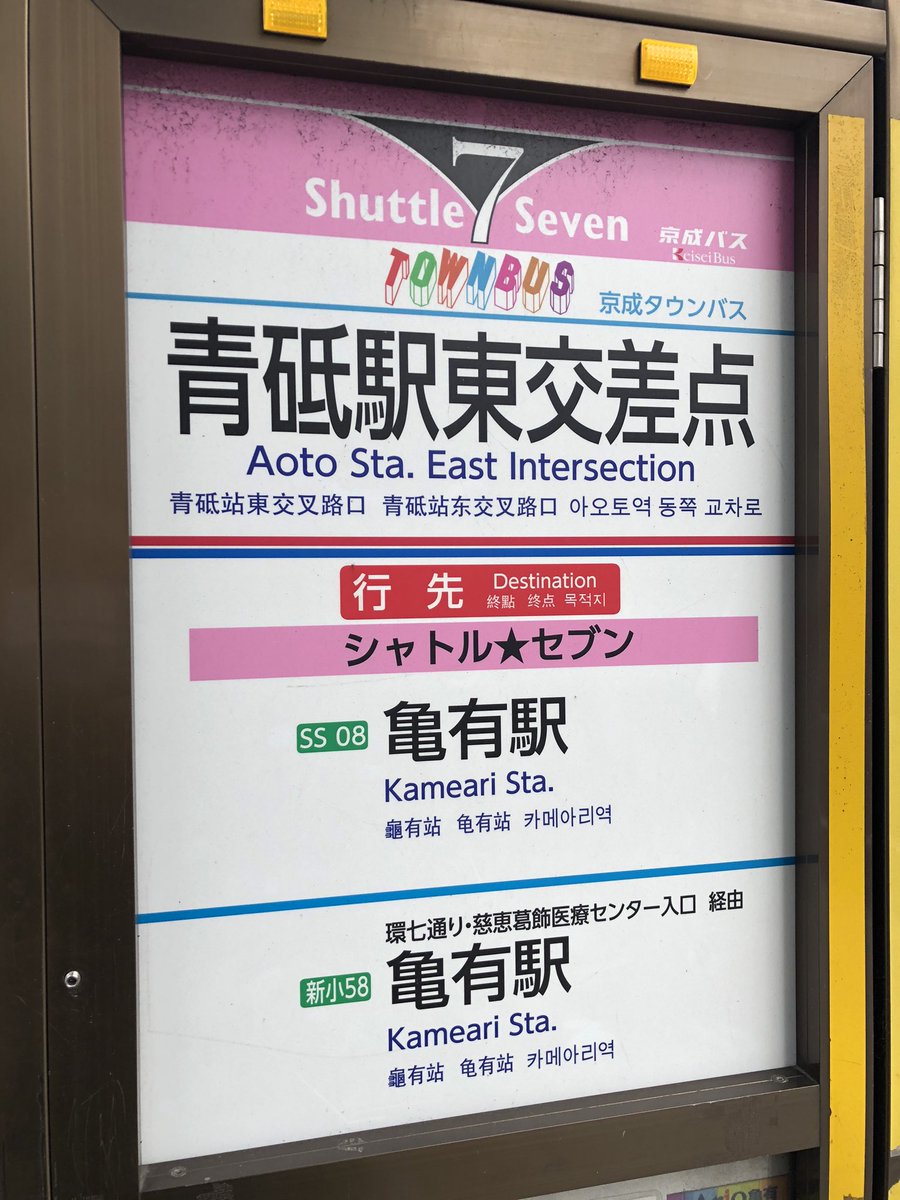 Shuttle 7 Seven
京成バス
KeiseiBus
TOWNBUS 京成タウンバス
青砥駅東交差点
Aoto Sta. East Intersection
青砥站東交叉路口 青砥站东交叉路口 아오토역 동쪽 교차로
行先 Destination
終點 终点 목적지
シャトル★セブン
SS 08 亀有駅
Kameari Sta.
龜有站 龟有站 카메아리역
環七通り・慈恵葛飾医療センター入口 経由
新小58 亀有駅
Kameari Sta.
龜有站 龟有站 카메아리역